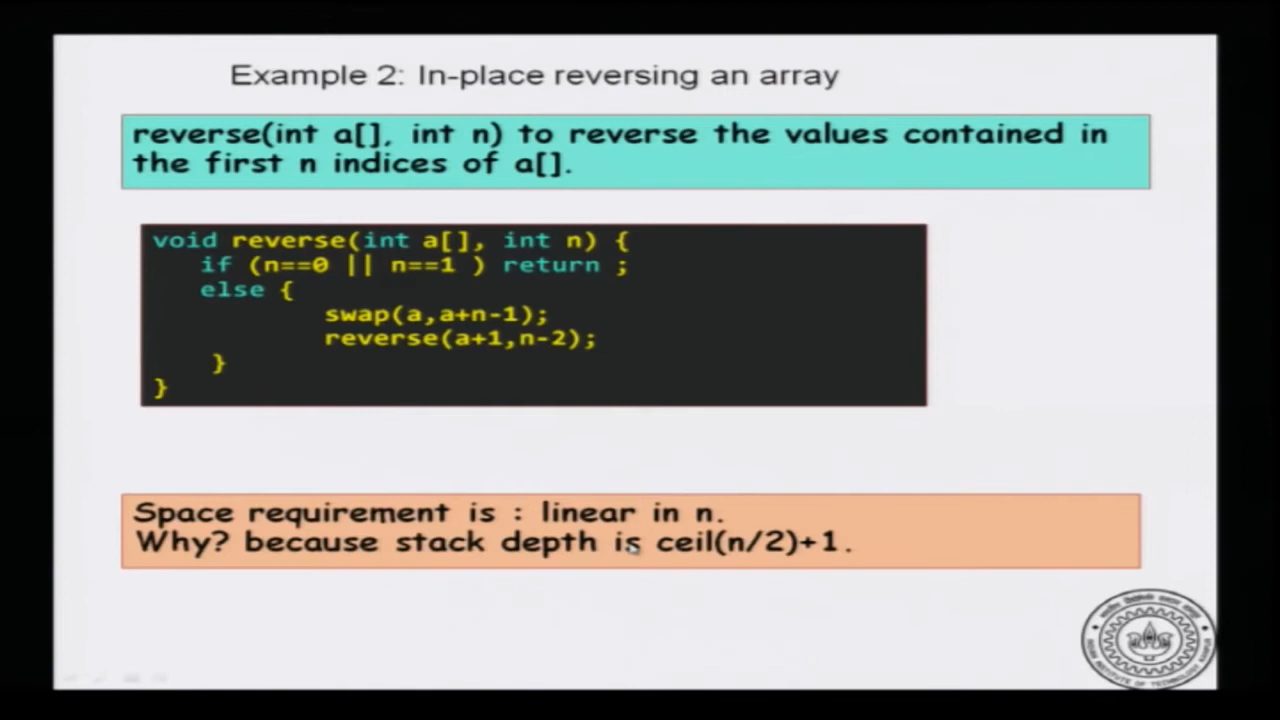 Example 2: In-place reversing an array
reverse(int a[], int n) to reverse the values contained in
the first n indices of a[].
void reverse(int a[], int n) {
if (n==0 || n==1 ) return ;
else {
swap(a,a+n-1);
reverse(a+1,n-2);
}
}
Space requirement is : linear in n.
Why? because stack depth is ceil(n/2)+1.